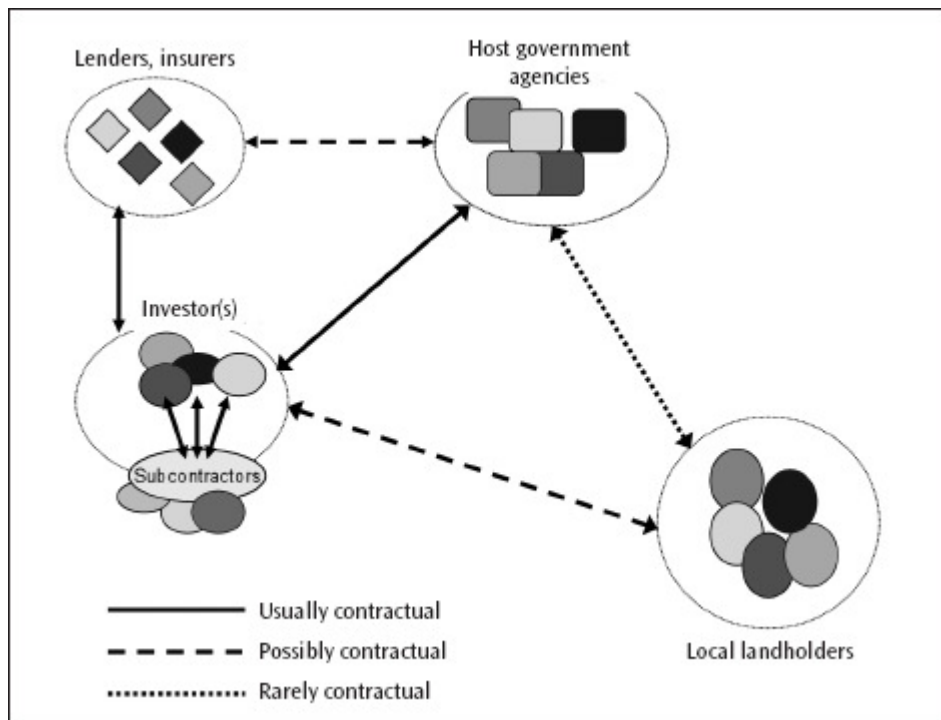 Lenders, insurers
Host government
agencies
Investor(s)
Subcontractors
Local landholders
Usually contractual
Possibly contractual
Rarely contractual